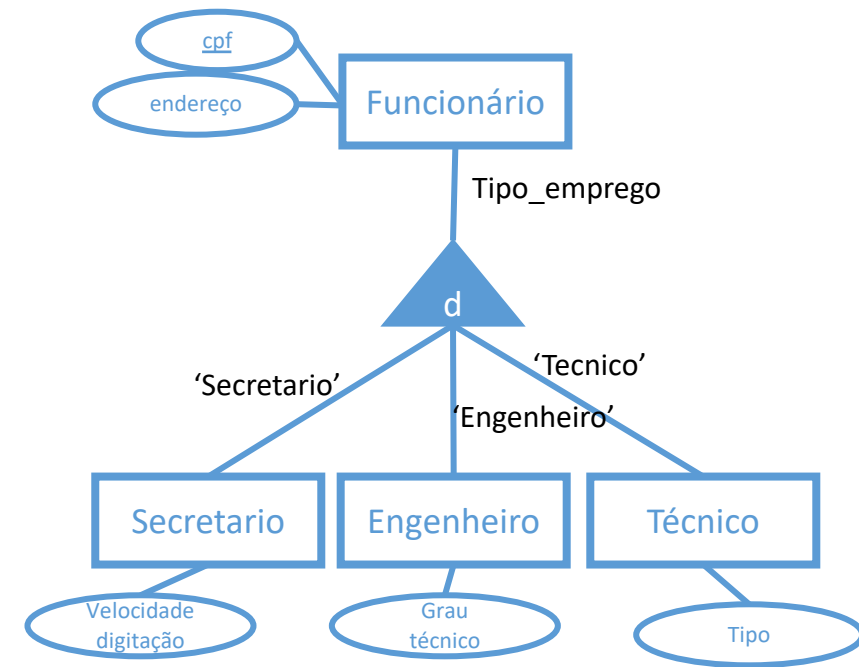 cpf
endereço
Funcionário
Tipo_emprego
d
‘Secretario’
‘Tecnico’
‘Engenheiro’
Secretario
Engenheiro
Técnico
Velocidade
digitação
Grau
técnico
Tipo